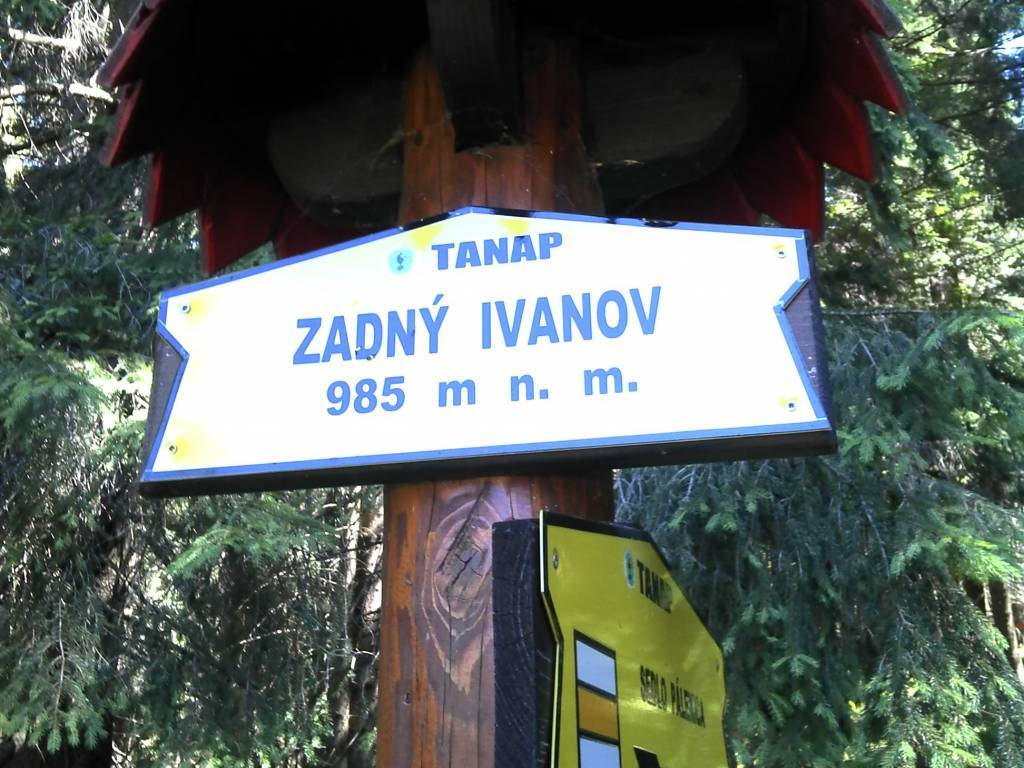 TANAP
ZADNÝ IVANOV
985 m n. m.
TANAP
SEDLO PÁLENICA